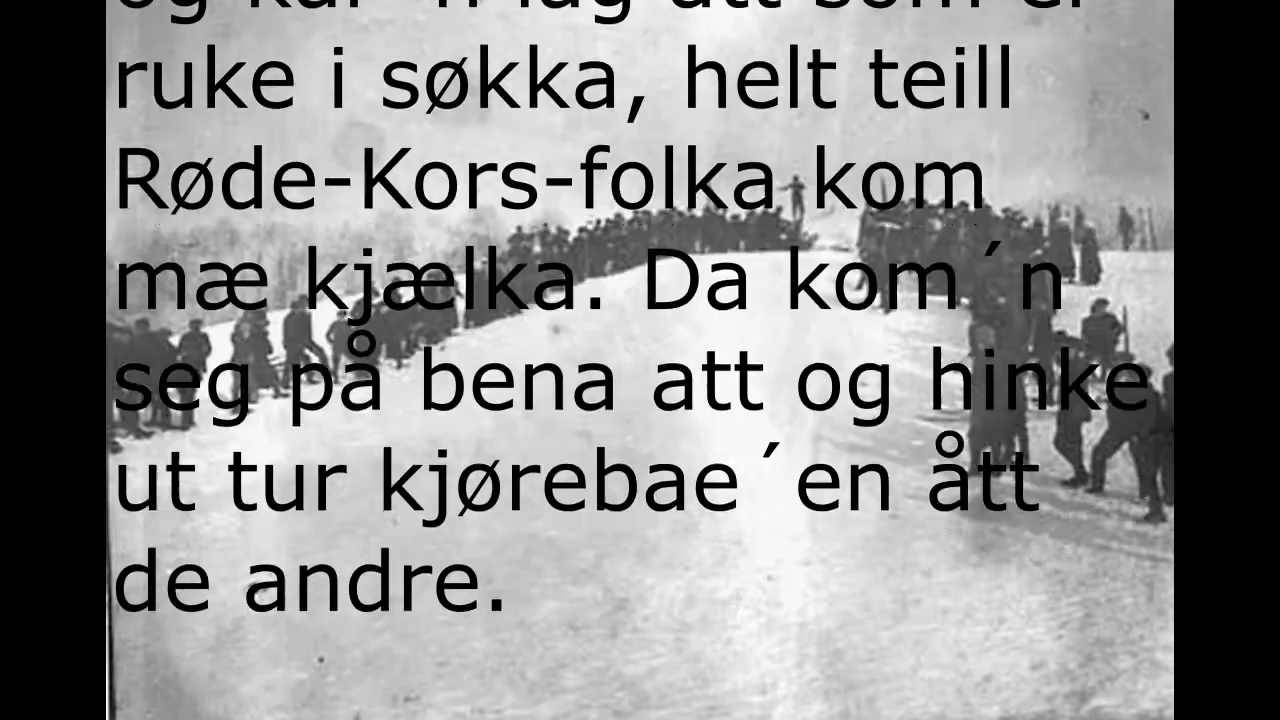 ruke i søkka, helt teill
Røde-Kors-folka kom
mæ kjælka. Da kom´n
seg på bena att og hinke
ut tur kjørebae´en ått
de andre.